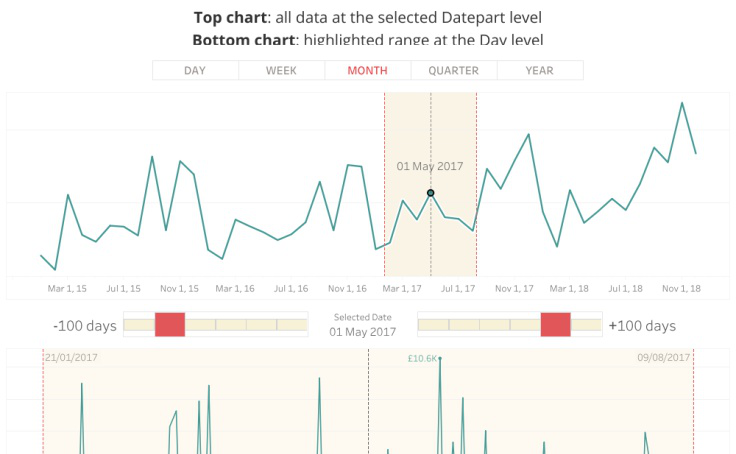 Top chart: all data at the selected Datepart level
Bottom chart: highlighted range at the Day level
DAY WEEK MONTH QUARTER YEAR
01 May 2017
Mar 1, 15 Jul 1, 15 Nov 1, 15 Mar 1, 16 Jul 1, 16 Nov 1, 16 Mar 1, 17 Jul 1, 17 Nov 1, 17 Mar 1, 18 Jul 1, 18 Nov 1, 18
Selected Date
-100 days 01 May 2017 +100 days
21/01/2017 £10.6K 09/08/2017